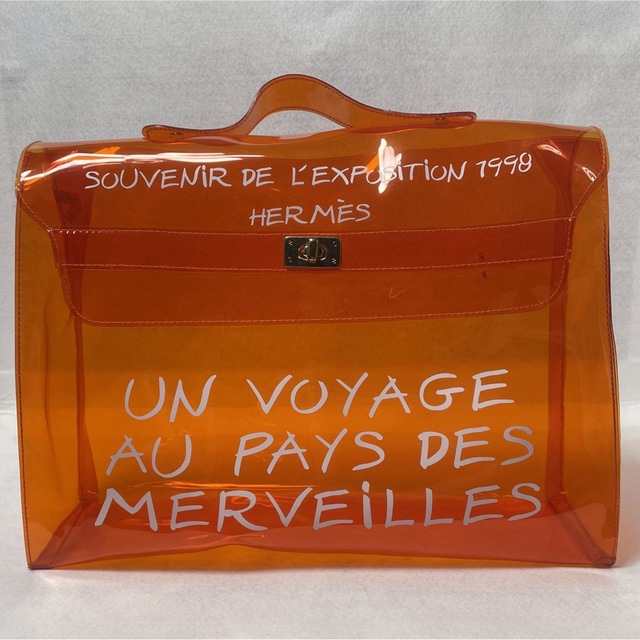 SOUVENIR DE L'EXPOSITION 1998
HERMÈS
UN VOYAGE
AU PAYS DES
MERVEILLES